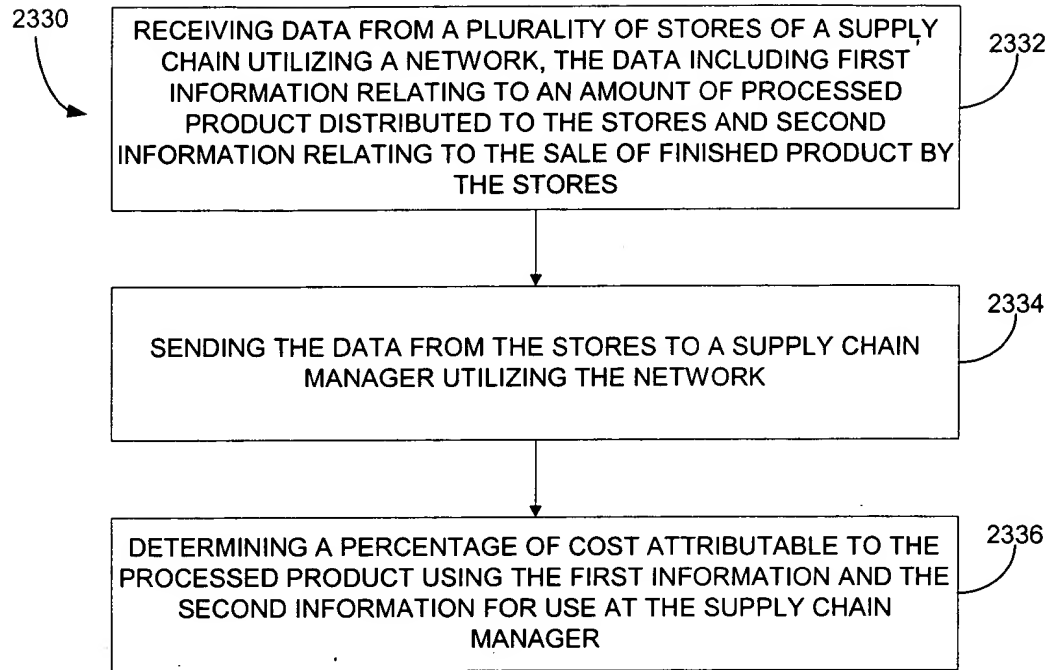 2330
RECEIVING DATA FROM A PLURALITY OF STORES OF A SUPPLY
CHAIN UTILIZING A NETWORK, THE DATA INCLUDING FIRST
INFORMATION RELATING TO AN AMOUNT OF PROCESSED
PRODUCT DISTRIBUTED TO THE STORES AND SECOND
INFORMATION RELATING TO THE SALE OF FINISHED PRODUCT BY
THE STORES
2332
SENDING THE DATA FROM THE STORES TO A SUPPLY CHAIN
MANAGER UTILIZING THE NETWORK
2334
DETERMINING A PERCENTAGE OF COST ATTRIBUTABLE TO THE
PROCESSED PRODUCT USING THE FIRST INFORMATION AND THE
SECOND INFORMATION FOR USE AT THE SUPPLY CHAIN
MANAGER
2336